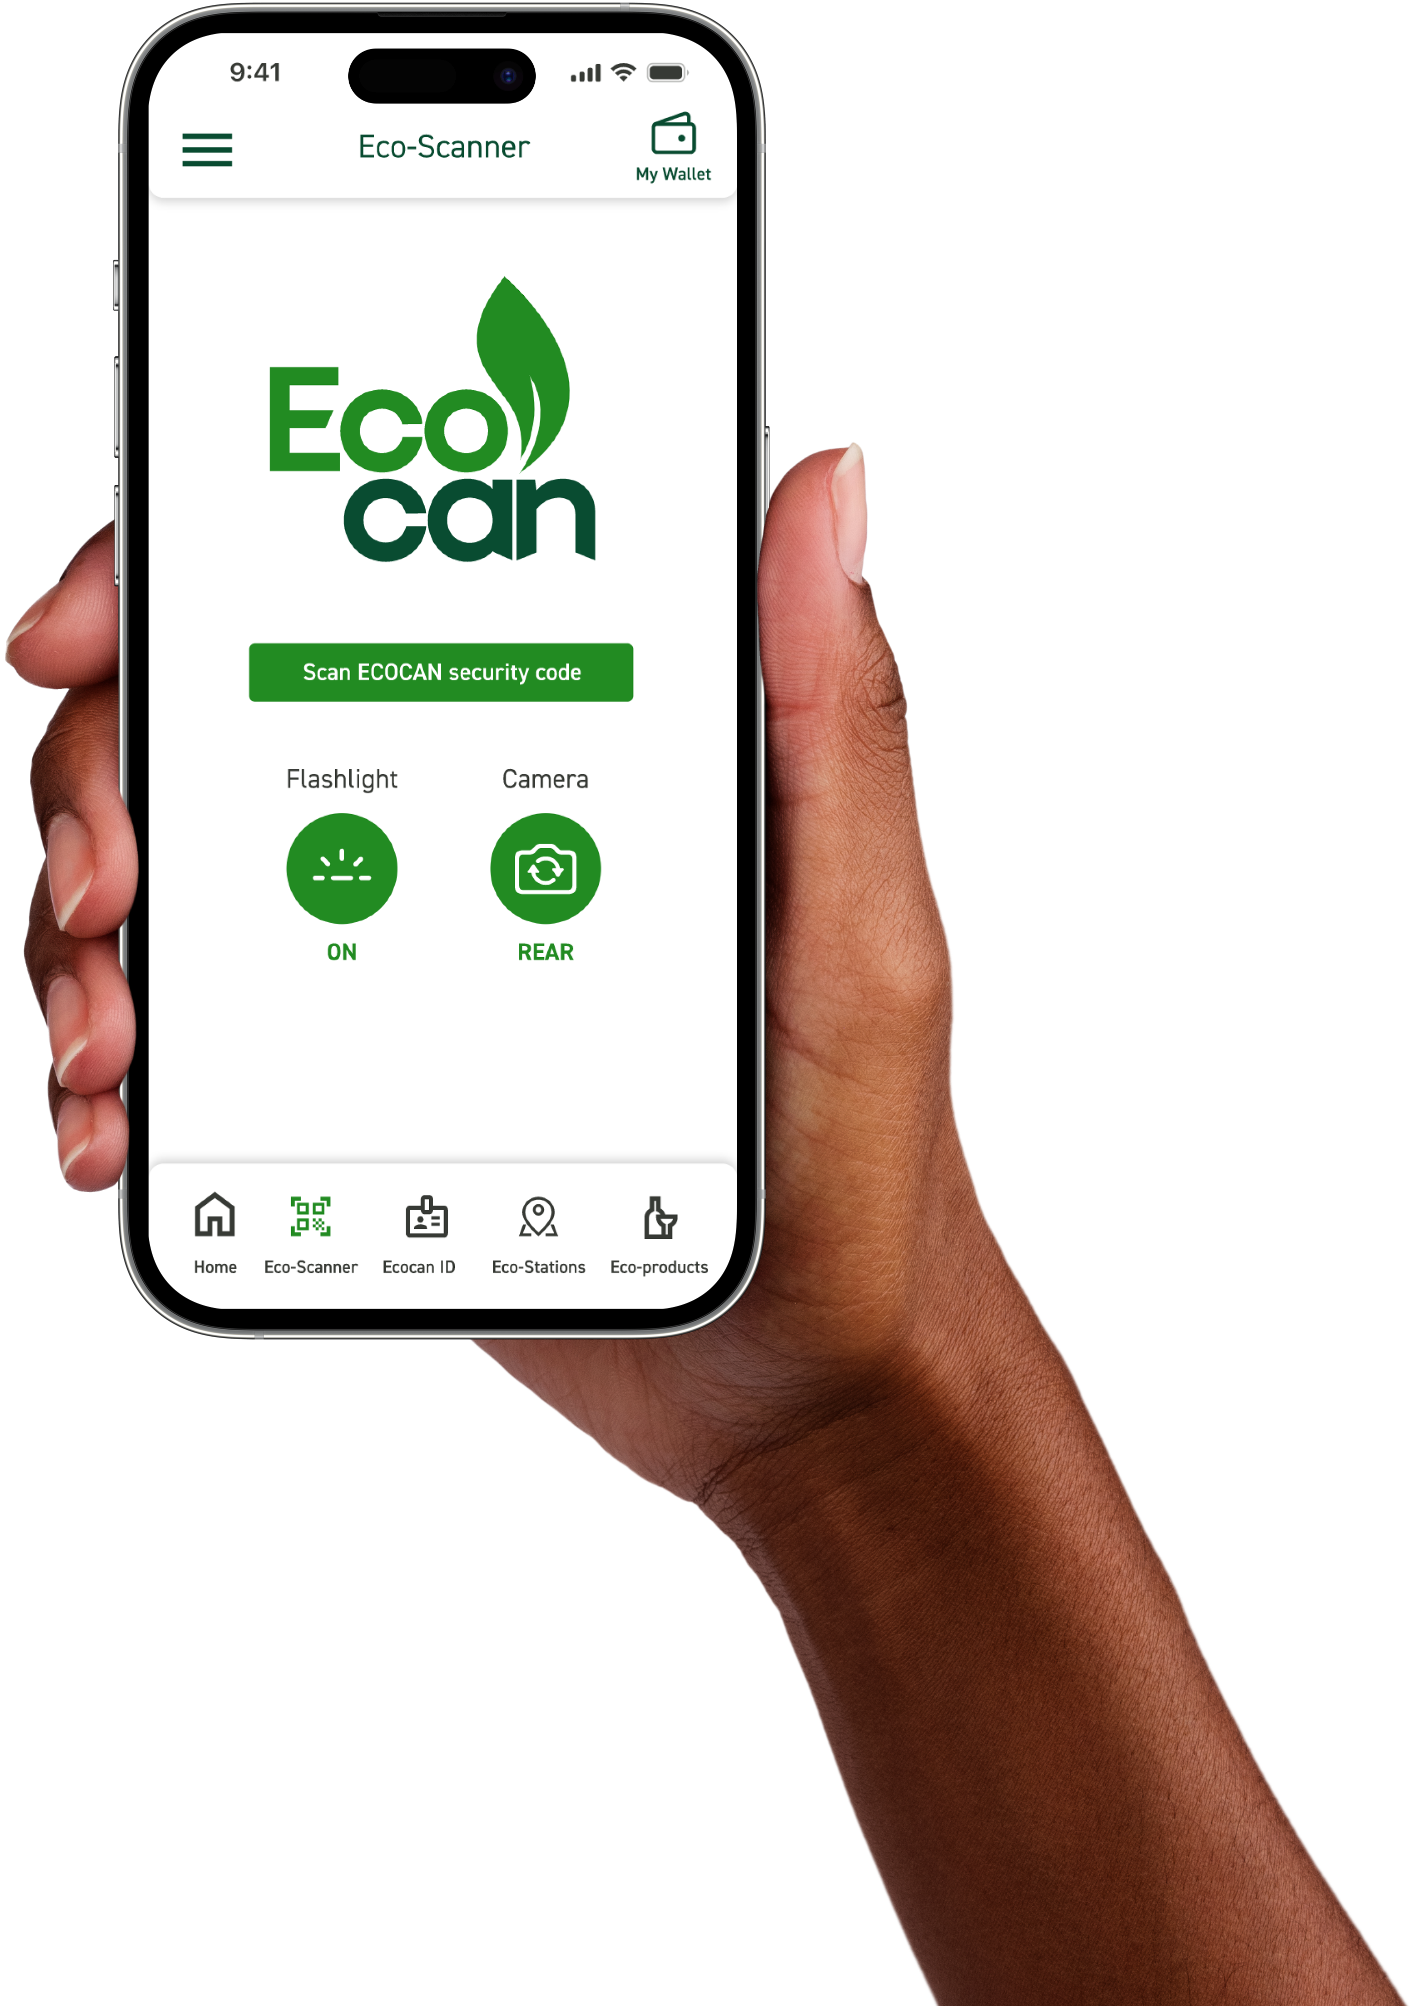 9:41
Eco-Scanner
My Wallet
Eco
can
Scan ECOCAN security code
Flashlight
Camera
ON
REAR
Home
Eco-Scanner
Ecocan ID
Eco-Stations
Eco-products